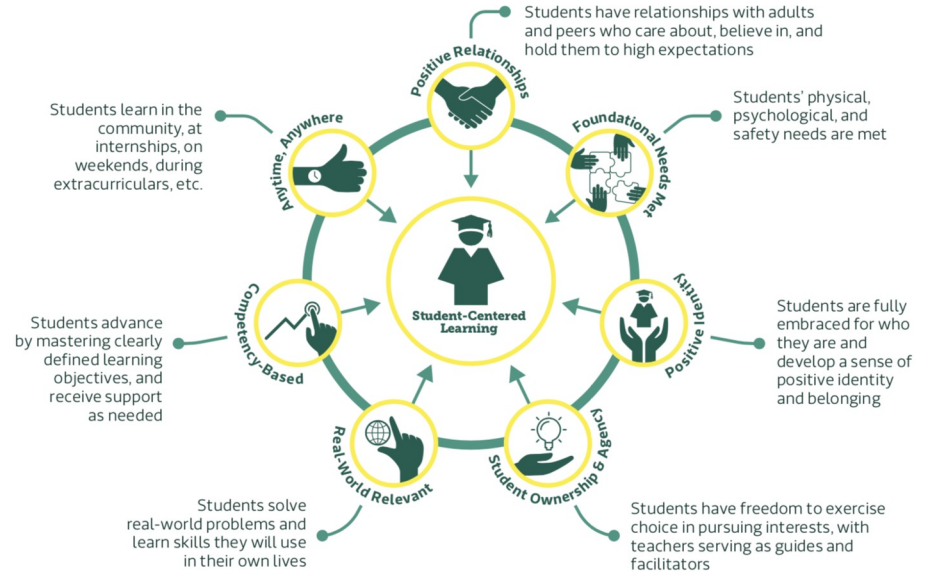 Students have relationships with adults
and peers who care about, believe in, and
hold them to high expectations
Positive Relationships
Students' physical,
psychological, and
safety needs are met
Foundational Needs Met
Students are fully
embraced for who
they are and
develop a sense of
positive identity
and belonging
Positive Identity
Students have freedom to exercise
choice in pursuing interests, with
teachers serving as guides and
facilitators
Student Ownership & Agency
Students solve
real-world problems and
learn skills they will use
in their own lives
Real-World Relevant
Students advance
by mastering clearly
defined learning
objectives, and
receive support
as needed
Competency-Based
Students learn in the
community, at
internships, on
weekends, during
extracurriculars, etc.
Anytime, Anywhere
Student-Centered
Learning